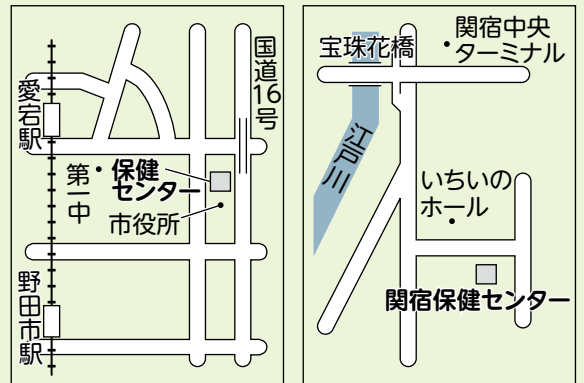 国道16号
愛宕駅
第一中
保健
センター
市役所
野田市駅
宝珠花橋
関宿中央
ターミナル
江戸川
いちいの
ホール
関宿保健センター